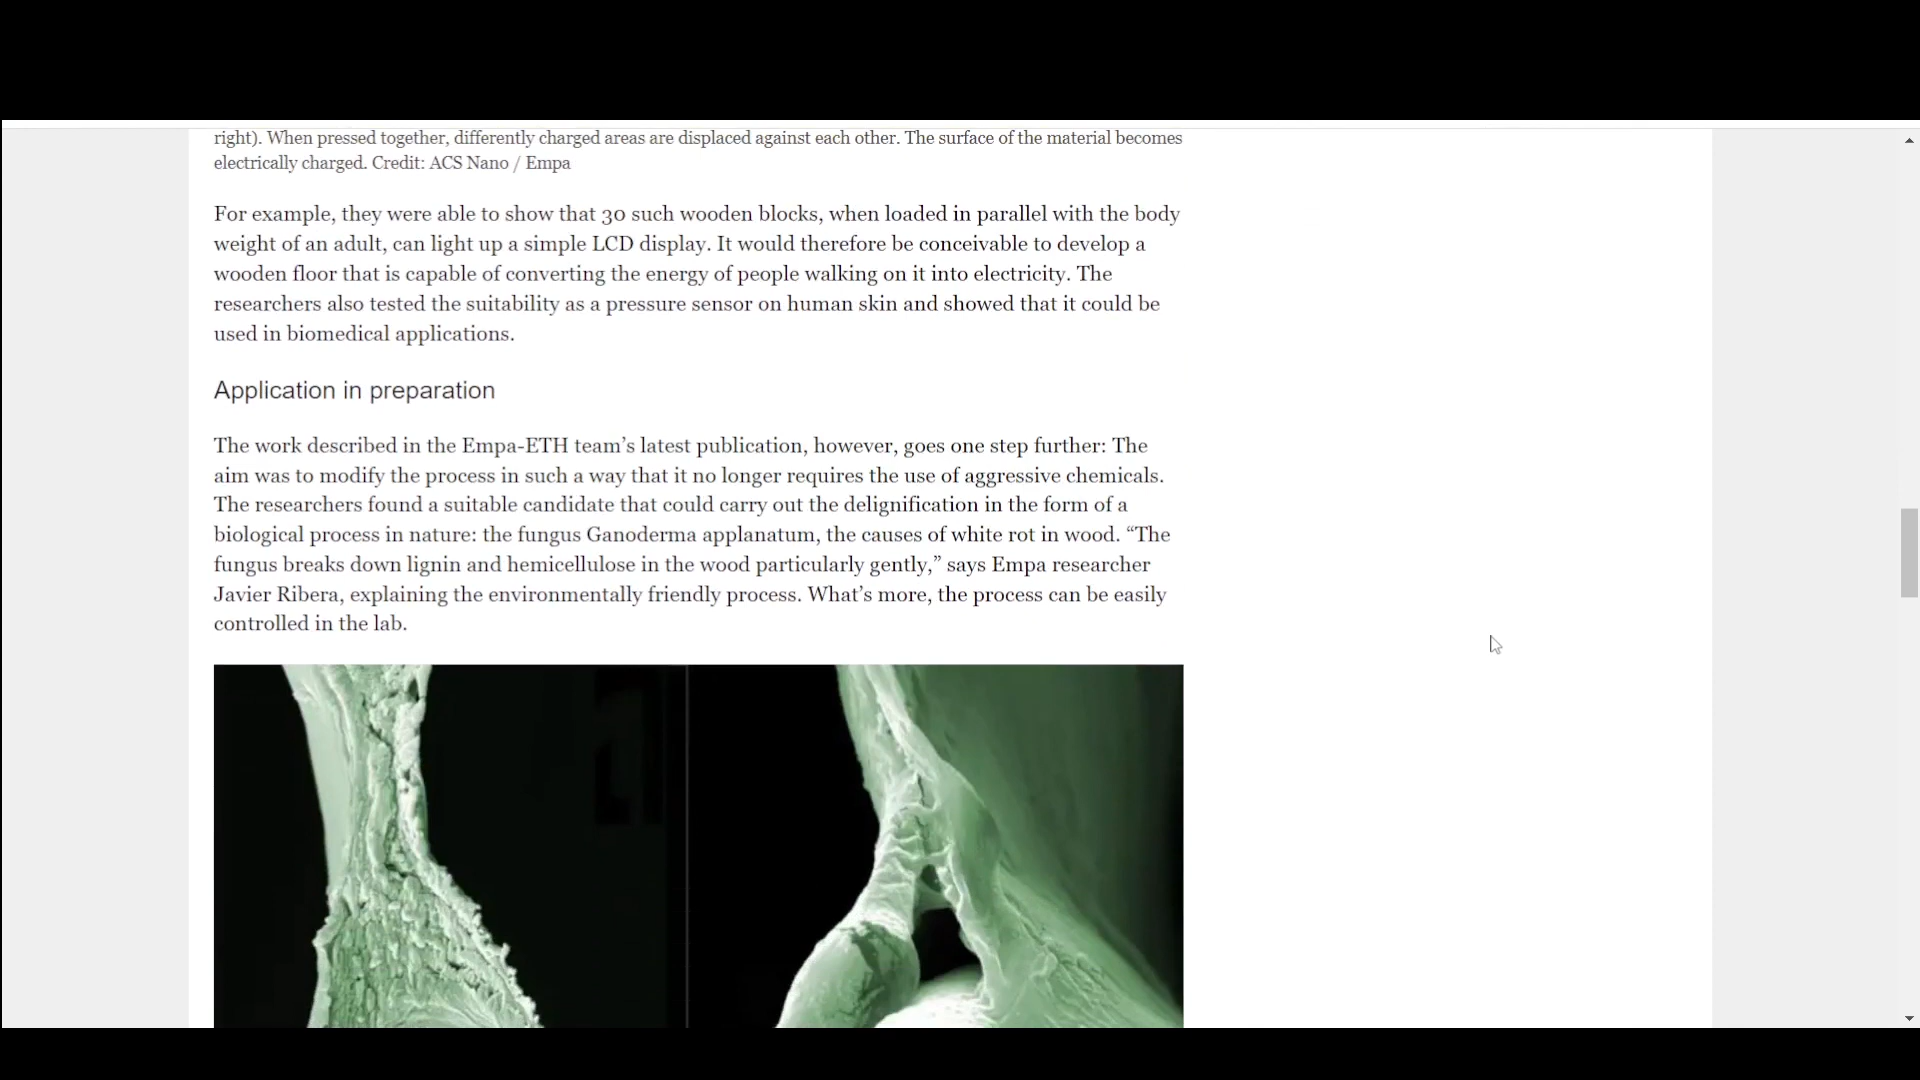 right). When pressed together, differently charged areas are displaced against each other. The surface of the material becomes
electrically charged. Credit: ACS Nano / Empa
For example, they were able to show that 30 such wooden blocks, when loaded in parallel with the body
weight of an adult, can light up a simple LCD display. It would therefore be conceivable to develop a
wooden floor that is capable of converting the energy of people walking on it into electricity. The
researchers also tested the suitability as a pressure sensor on human skin and showed that it could be
used in biomedical applications.
Application in preparation
The work described in the Empa-ETH team’s latest publication, however, goes one step further: The
aim was to modify the process in such a way that it no longer requires the use of aggressive chemicals.
The researchers found a suitable candidate that could carry out the delignification in the form of a
biological process in nature: the fungus Ganoderma applanatum, the causes of white rot in wood. “The
fungus breaks down lignin and hemicellulose in the wood particularly gently,” says Empa researcher
Javier Ribera, explaining the environmentally friendly process. What’s more, the process can be easily
controlled in the lab.